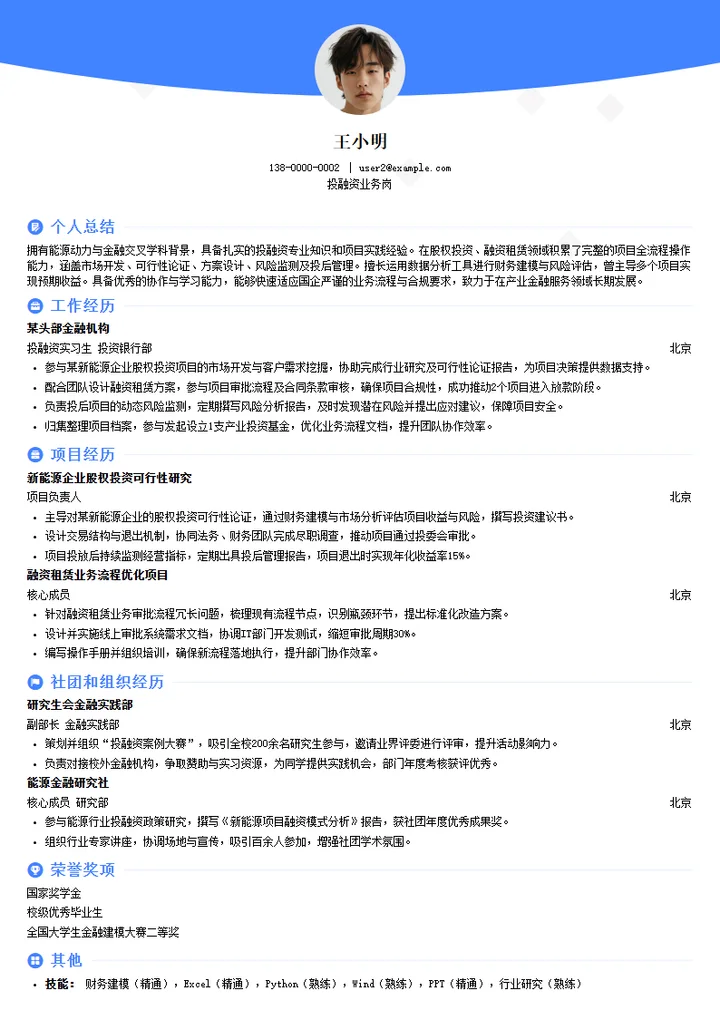 王小明
138-0000-0002 | user2@example.com
投融资业务岗
个人总结
拥有能源动力与金融交叉学科背景，具备扎实的投融资专业知识和项目实践经验。在股权投资、融资租赁领域积累了完整的项目全流程操作
能力，涵盖市场开发、可行性论证、方案设计、风险监测及投后管理。擅长运用数据分析工具进行财务建模与风险评估，曾主导多个项目实
现预期收益。具备优秀的协作与学习能力，能够快速适应国企严谨的业务流程与合规要求，致力于在产业金融服务领域长期发展。
工作经历
某头部金融机构
投融资实习生 投资银行部 北京
• 参与某新能源企业股权投资项目的市场开发与客户需求挖掘，协助完成行业研究及可行性论证报告，为项目决策提供数据支持。
• 配合团队设计融资租赁方案，参与项目审批流程及合同条款审核，确保项目合规性，成功推动2个项目进入放款阶段。
• 负责投后项目的动态风险监测，定期撰写风险分析报告，及时发现潜在风险并提出应对建议，保障项目安全。
• 归集整理项目档案，参与发起设立1支产业投资基金，优化业务流程文档，提升团队协作效率。
项目经历
新能源企业股权投资可行性研究
项目负责人 北京
• 主导对某新能源企业的股权投资可行性论证，通过财务建模与市场分析评估项目收益与风险，撰写投资建议书。
• 设计交易结构与退出机制，协同法务、财务团队完成尽职调查，推动项目通过投委会审批。
• 项目投放后持续监测经营指标，定期出具投后管理报告，项目退出时实现年化收益率15%。
融资租赁业务流程优化项目
核心成员 北京
• 针对融资租赁业务审批流程冗长问题，梳理现有流程节点，识别瓶颈环节，提出标准化改造方案。
• 设计并实施线上审批系统需求文档，协调IT部门开发测试，缩短审批周期30%。
• 编写操作手册并组织培训，确保新流程落地执行，提升部门协作效率。
社团和组织经历
研究生会金融实践部
副部长 金融实践部 北京
• 策划并组织“投融资案例大赛”，吸引全校200余名研究生参与，邀请业界评委进行评审，提升活动影响力。
• 负责对接校外金融机构，争取赞助与实习资源，为同学提供实践机会，部门年度考核获评优秀。
能源金融研究社
核心成员 研究部 北京
• 参与能源行业投融资政策研究，撰写《新能源项目融资模式分析》报告，获社团年度优秀成果奖。
• 组织行业专家讲座，协调场地与宣传，吸引百余人参加，增强社团学术氛围。
荣誉奖项
国家奖学金
校级优秀毕业生
全国大学生金融建模大赛二等奖
其他
• 技能： 财务建模（精通），Excel（精通），Python（熟练），Wind（熟练），PPT（精通），行业研究（熟练）